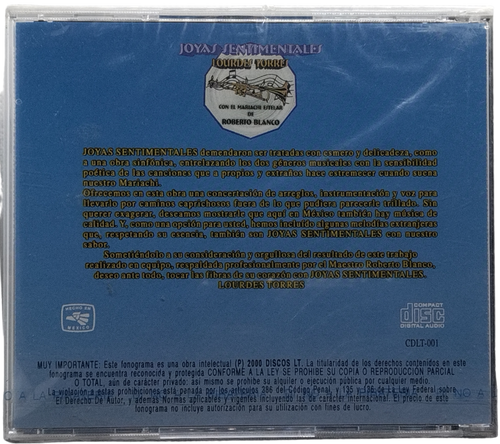 JOYAS SENTIMENTALES
LOURDES TORRES
CON EL MARIACHI ESTELAR
DE
ROBERTO BLANCO
JOYAS SENTIMENTALES demendaron ser tratadas con esmero y delicadeza, como
a una obra sinfónica, entrelazando los dos géneros musicales con la sensibilidad
poética de las canciones que a propios y extraños hace estremecer cuando suena
nuestro Mariachi.
Ofrecemos en esta obra una concertación de arreglos, instrumentación y voz para
llevarlo por caminos caprichosos fuera de lo que pudiera parecerle trillado. Sin
querer exagerar, deseamos mostrarle que aquí en México también hay música de
calidad. Y, como una opción para usted, hemos incluido algunas melodías extranjeras
que, respetando su esencia, también son JOYAS SENTIMENTALES con nuestro
sabor.
Sometiéndolo a su consideración y orgullosa del resultado de este trabajo
realizado en equipo, respaldada profesionalmente por el Maestro Roberto Blanco,
deseo ante todo, tocar las fibras de su corazón con JOYAS SENTIMENTALES.
LOURDES TORRES
HECHO EN
MEXICO
COMPACT
disc
DIGITAL AUDIO
CDLT-001
MUY IMPORTANTE: Este fonograma es una obra intelectual (P) 2000 DISCOS LT. La titularidad de los derechos contenidos en este
fonograma se encuentra reconocida y protegida CONFORME A LA LEY SE PROHIBE SU COPIA O REPRODUCCIÓN PARCIAL
O TOTAL, aún de carácter privado: así mismo se prohibe su alquiler o ejecución pública por cualquier medio.
La violación a estas prohibiciones está penada por los artículos 286 del Código Penal, y 135 y 136 de La Ley Federal sobre
El Derecho De Autor, y además Normas aplicables y vigentes incluyendo las de carácter internacional. El precio de este
fonograma no incluye autorización para su utilización con fines de lucro.